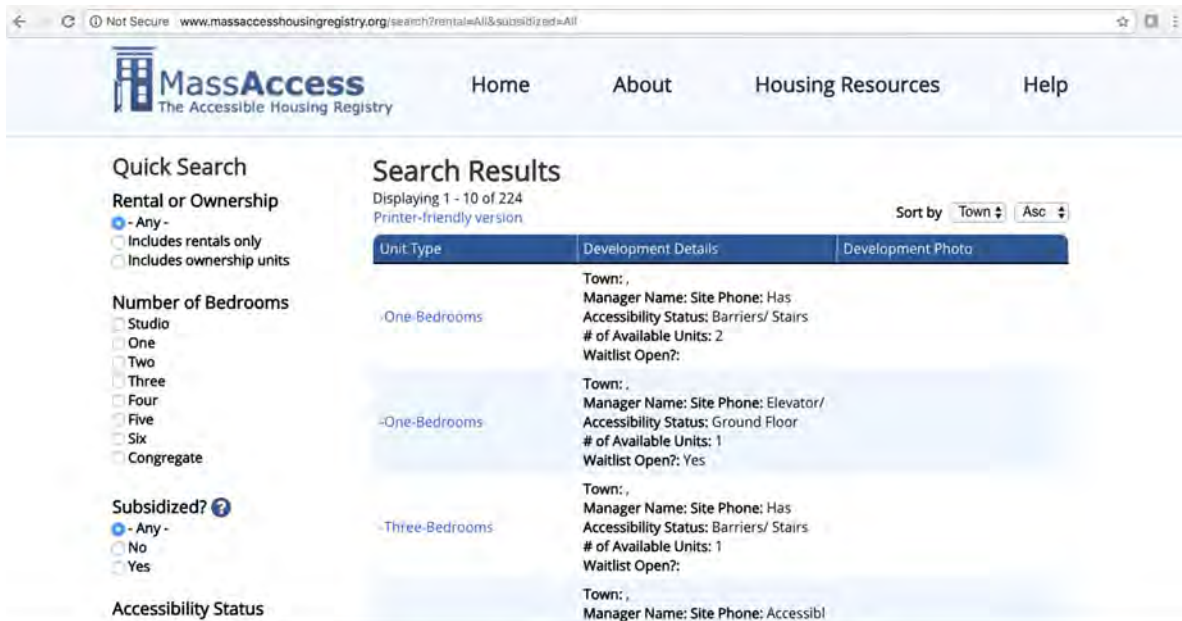 Not Secure www.massaccesshousingregistry.org/search?rental=All&subsidized=All
MassAccess
The Accessible Housing Registry
Home About Housing Resources Help
Quick Search
Rental or Ownership
- Any -
Includes rentals only
Includes ownership units
Number of Bedrooms
Studio
One
Two
Three
Four
Five
Six
Congregate
Subsidized? ?
- Any -
No
Yes
Accessibility Status
Search Results
Displaying 1 - 10 of 224
Printer-friendly version
Sort by Town Asc
Unit Type Development Details Development Photo
-One-Bedrooms
Town: ,
Manager Name: Site Phone: Has
Accessibility Status: Barriers/ Stairs
# of Available Units: 2
Waitlist Open?:
-One-Bedrooms
Town: ,
Manager Name: Site Phone: Elevator/
Accessibility Status: Ground Floor
# of Available Units: 1
Waitlist Open?: Yes
-Three-Bedrooms
Town: ,
Manager Name: Site Phone: Has
Accessibility Status: Barriers/ Stairs
# of Available Units: 1
Waitlist Open?:
Town: ,
Manager Name: Site Phone: Accessibl